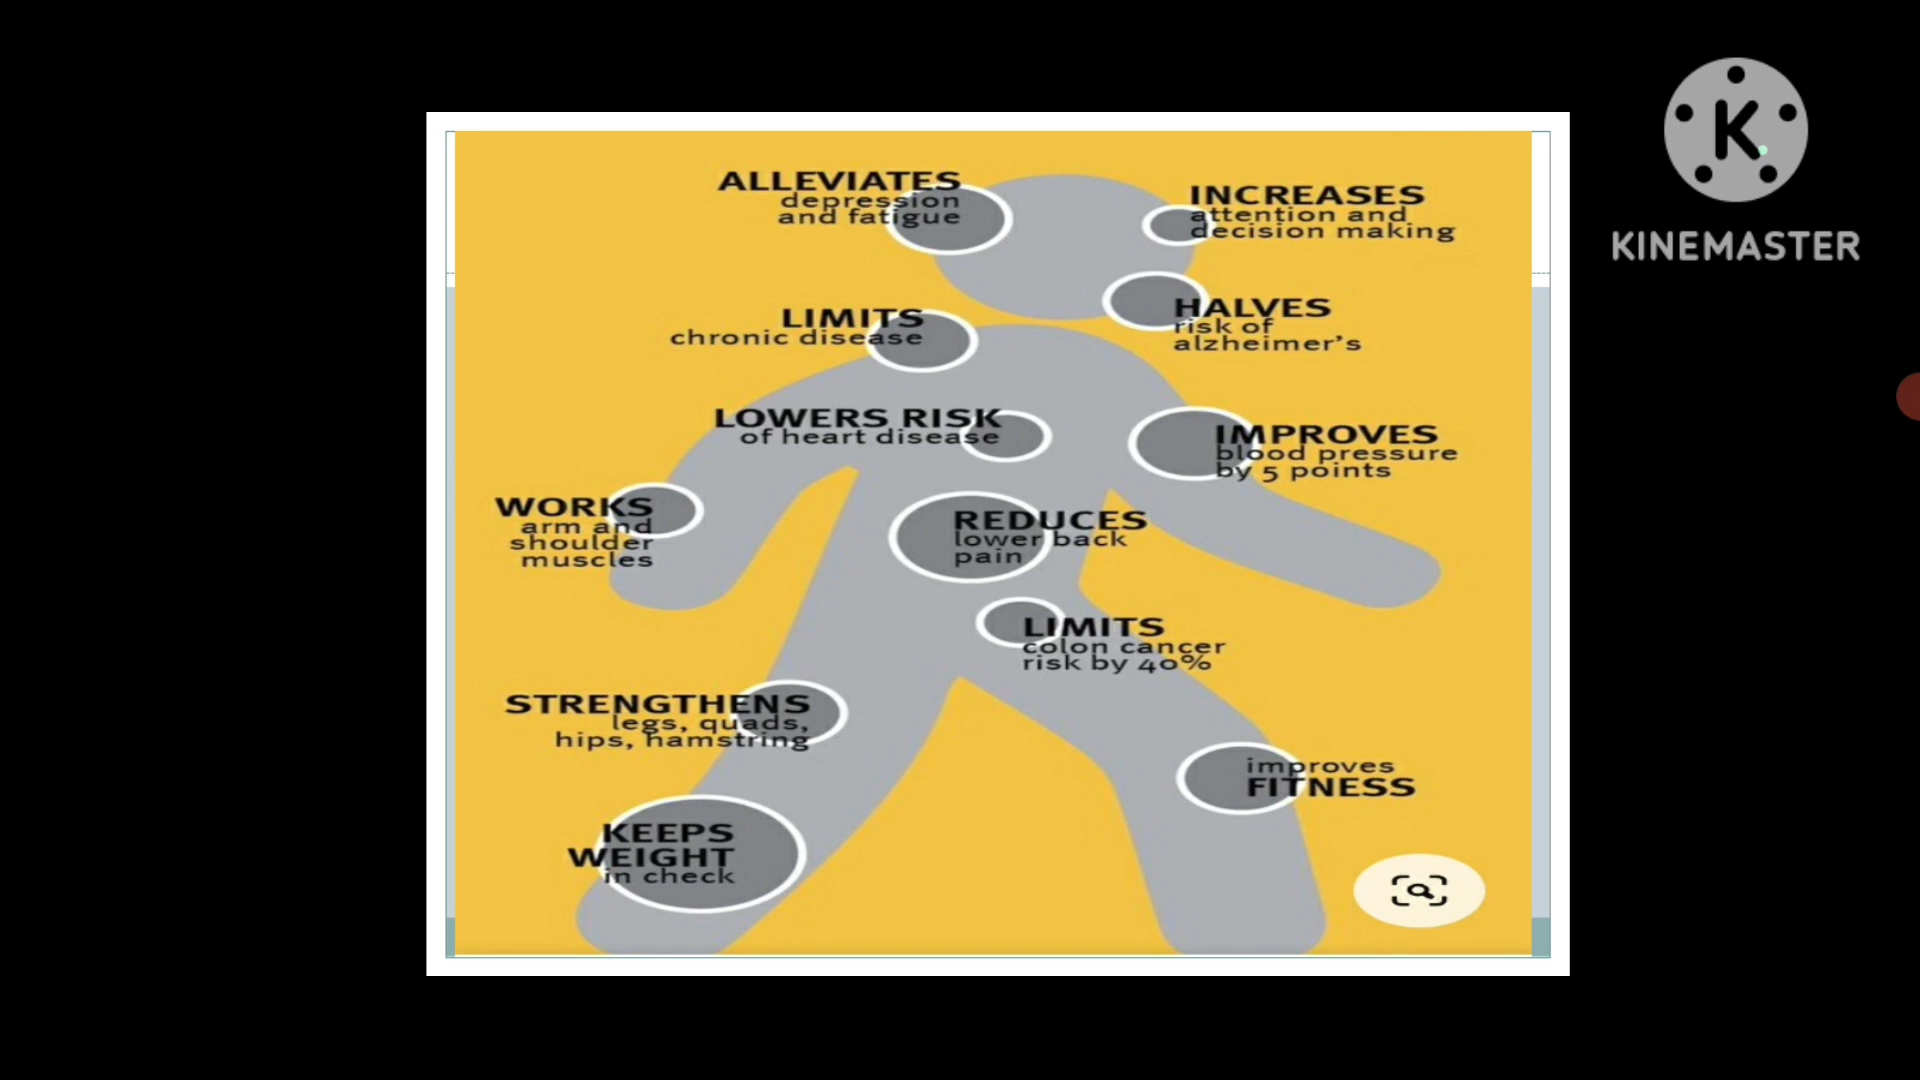 ALLEVIATES
depression
and fatigue
INCREASES
attention and
decision making
LIMITS
chronic disease
HALVES
risk of
alzheimer's
LOWERS RISK
of heart disease
IMPROVES
blood pressure
by 5 points
WORKS
arm and
shoulder
muscles
REDUCES
lower back
pain
LIMITS
colon cancer
risk by 40%
STRENGTHENS
legs, quads,
hips, hamstring
improves
FITNESS
KEEPS
WEIGHT
in check
K
KINEMASTER